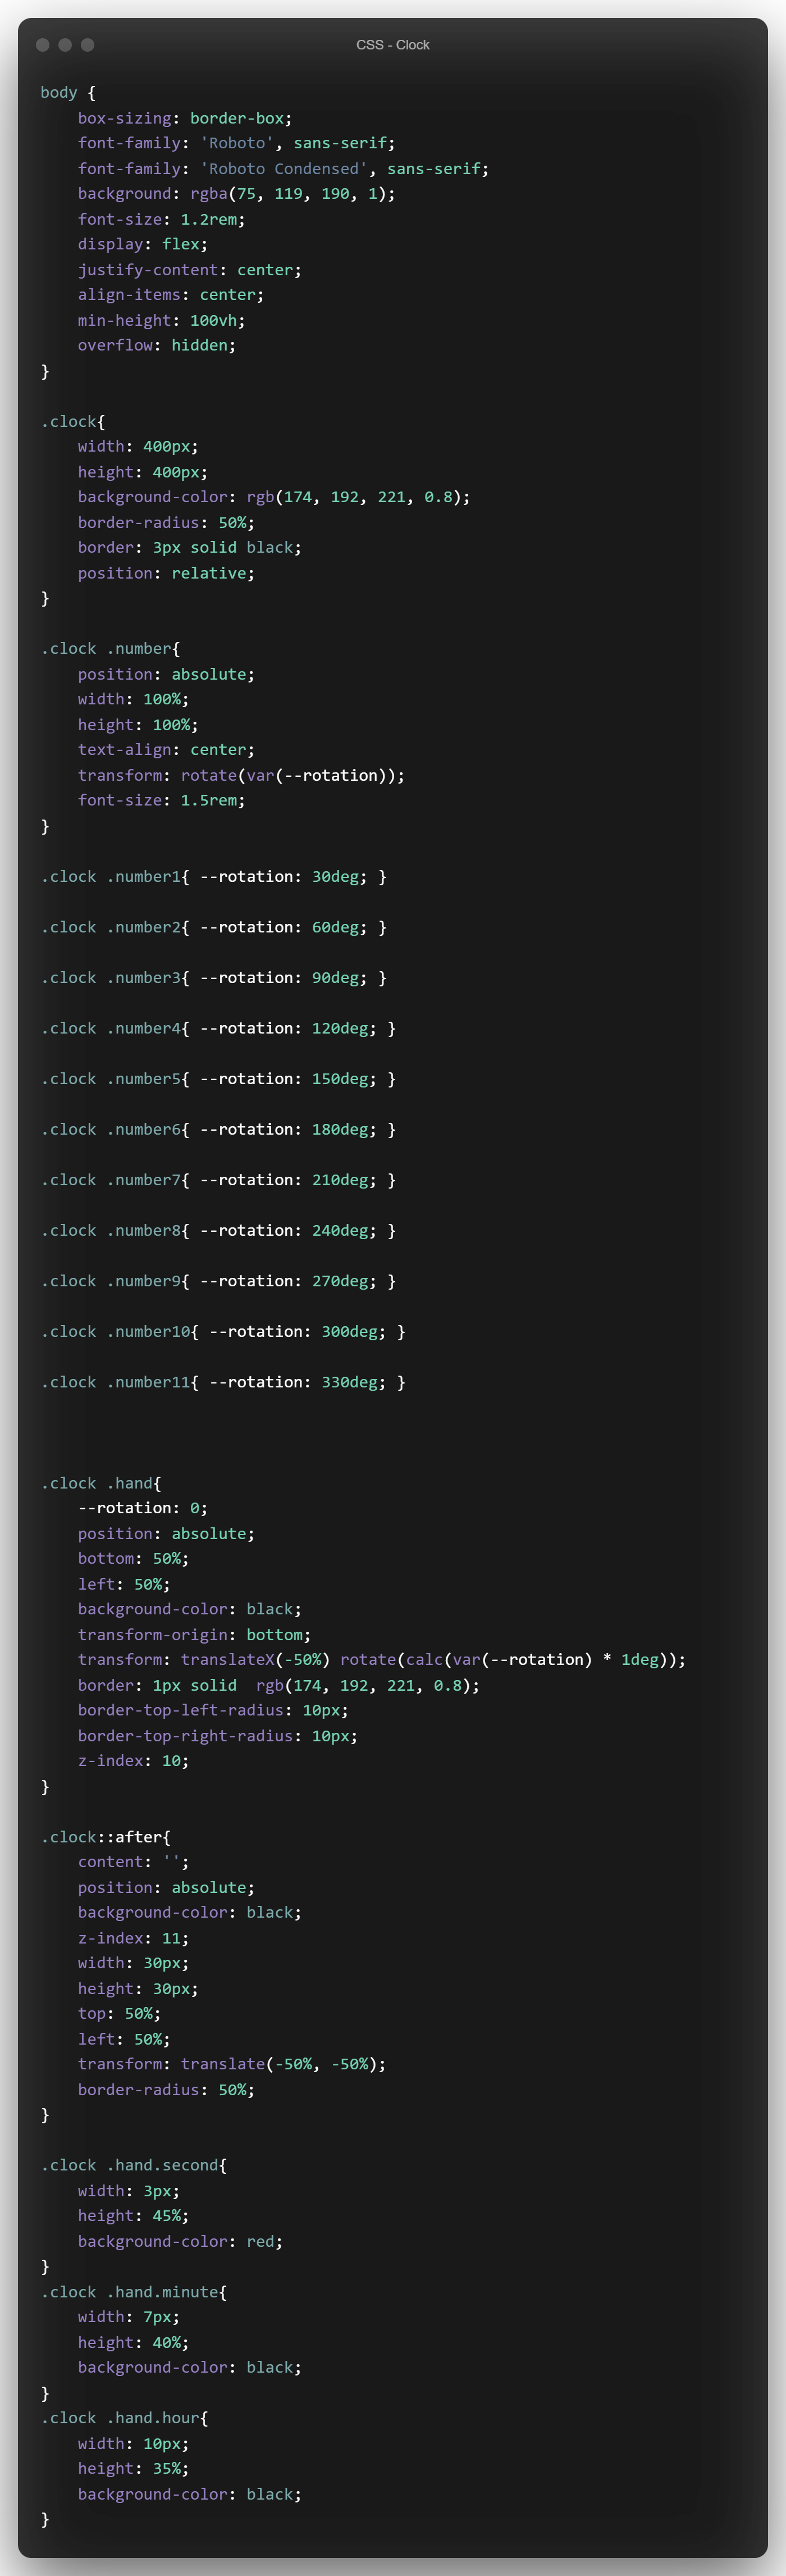 CSS - Clock
body {
    box-sizing: border-box;
    font-family: 'Roboto', sans-serif;
    font-family: 'Roboto Condensed', sans-serif;
    background: rgba(75, 119, 190, 1);
    font-size: 1.2rem;
    display: flex;
    justify-content: center;
    align-items: center;
    min-height: 100vh;
    overflow: hidden;
}
.clock{
    width: 400px;
    height: 400px;
    background-color: rgb(174, 192, 221, 0.8);
    border-radius: 50%;
    border: 3px solid black;
    position: relative;
}
.clock .number{
    position: absolute;
    width: 100%;
    height: 100%;
    text-align: center;
    transform: rotate(var(--rotation));
    font-size: 1.5rem;
}
.clock .number1{ --rotation: 30deg; }
.clock .number2{ --rotation: 60deg; }
.clock .number3{ --rotation: 90deg; }
.clock .number4{ --rotation: 120deg; }
.clock .number5{ --rotation: 150deg; }
.clock .number6{ --rotation: 180deg; }
.clock .number7{ --rotation: 210deg; }
.clock .number8{ --rotation: 240deg; }
.clock .number9{ --rotation: 270deg; }
.clock .number10{ --rotation: 300deg; }
.clock .number11{ --rotation: 330deg; }
.clock .hand{
    --rotation: 0;
    position: absolute;
    bottom: 50%;
    left: 50%;
    background-color: black;
    transform-origin: bottom;
    transform: translateX(-50%) rotate(calc(var(--rotation) * 1deg));
    border: 1px solid  rgb(174, 192, 221, 0.8);
    border-top-left-radius: 10px;
    border-top-right-radius: 10px;
    z-index: 10;
}
.clock::after{
    content: '';
    position: absolute;
    background-color: black;
    z-index: 11;
    width: 30px;
    height: 30px;
    top: 50%;
    left: 50%;
    transform: translate(-50%, -50%);
    border-radius: 50%;
}
.clock .hand.second{
    width: 3px;
    height: 45%;
    background-color: red;
}
.clock .hand.minute{
    width: 7px;
    height: 40%;
    background-color: black;
}
.clock .hand.hour{
    width: 10px;
    height: 35%;
    background-color: black;
}